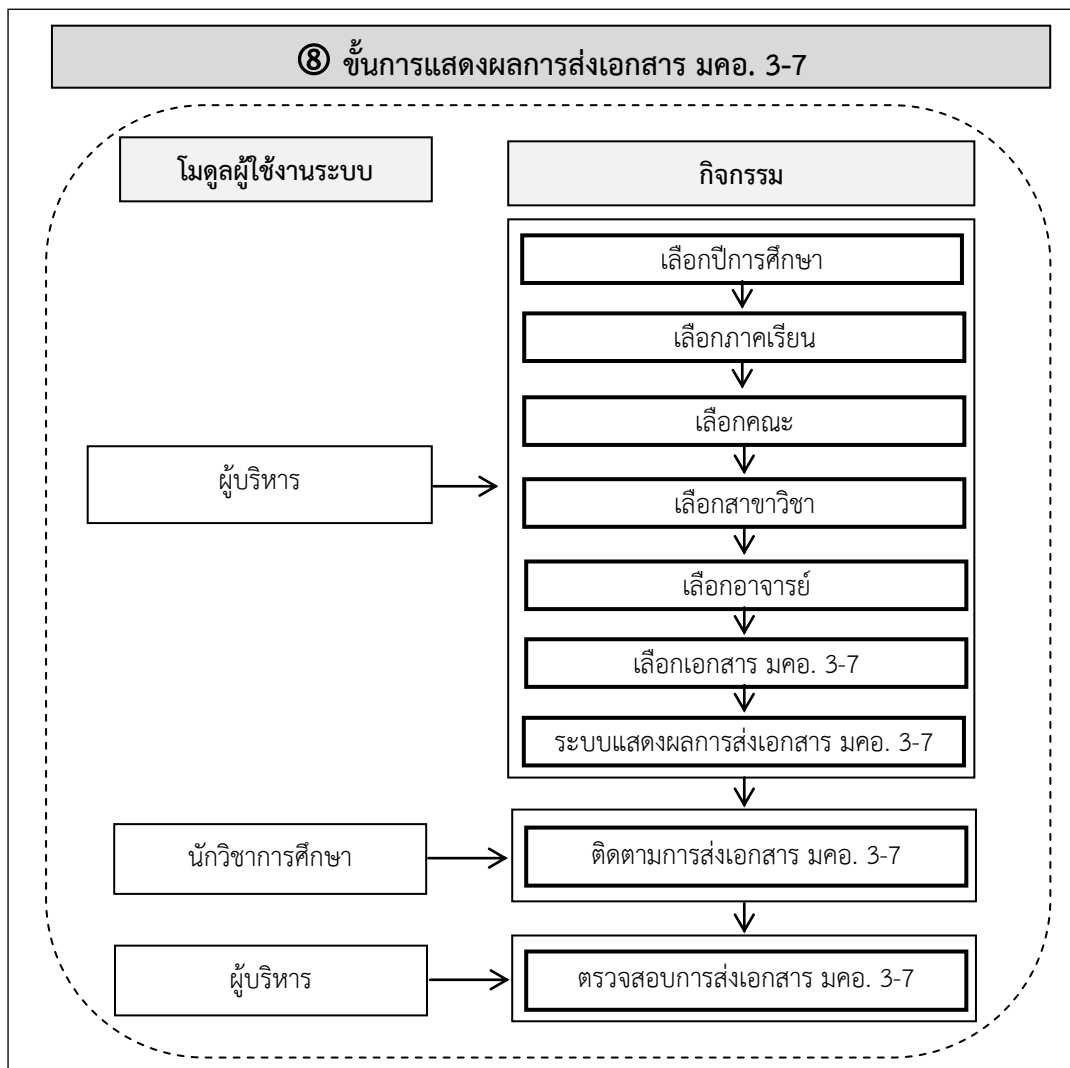 ⑧ ขั้นการแสดงผลการส่งเอกสาร มคอ. 3-7
โมดูลผู้ใช้งานระบบ
กิจกรรม
เลือกปีการศึกษา
เลือกภาคเรียน
เลือกคณะ
ผู้บริหาร
เลือกสาขาวิชา
เลือกอาจารย์
เลือกเอกสาร มคอ. 3-7
ระบบแสดงผลการส่งเอกสาร มคอ. 3-7
นักวิชาการศึกษา
ติดตามการส่งเอกสาร มคอ. 3-7
ผู้บริหาร
ตรวจสอบการส่งเอกสาร มคอ. 3-7